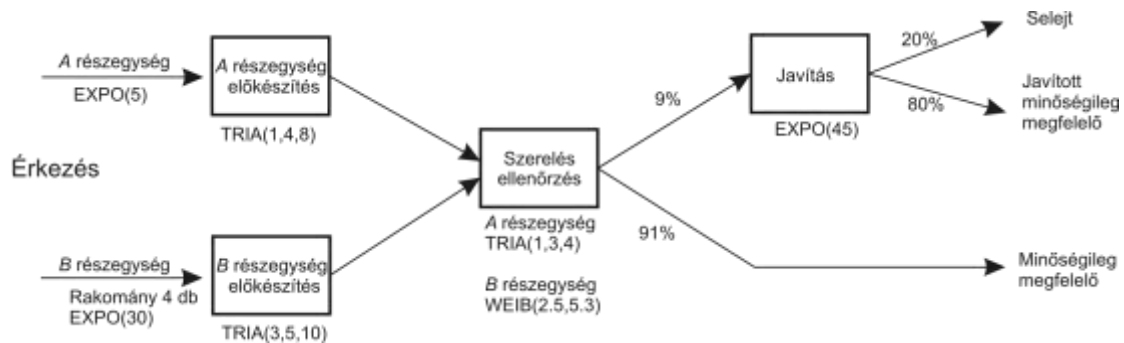 A részegység
EXPO(5)
A részegység
előkészítés
TRIA(1,4,8)
Érkezés
B részegység
Rakomány 4 db
EXPO(30)
B részegység
előkészítés
TRIA(3,5,10)
Szerelés
ellenőrzés
A részegység
TRIA(1,3,4)
B részegység
WEIB(2.5,5.3)
9%
91%
Javítás
EXPO(45)
20%
80%
Selejt
Javított
minőségileg
megfelelő
Minőségileg
megfelelő